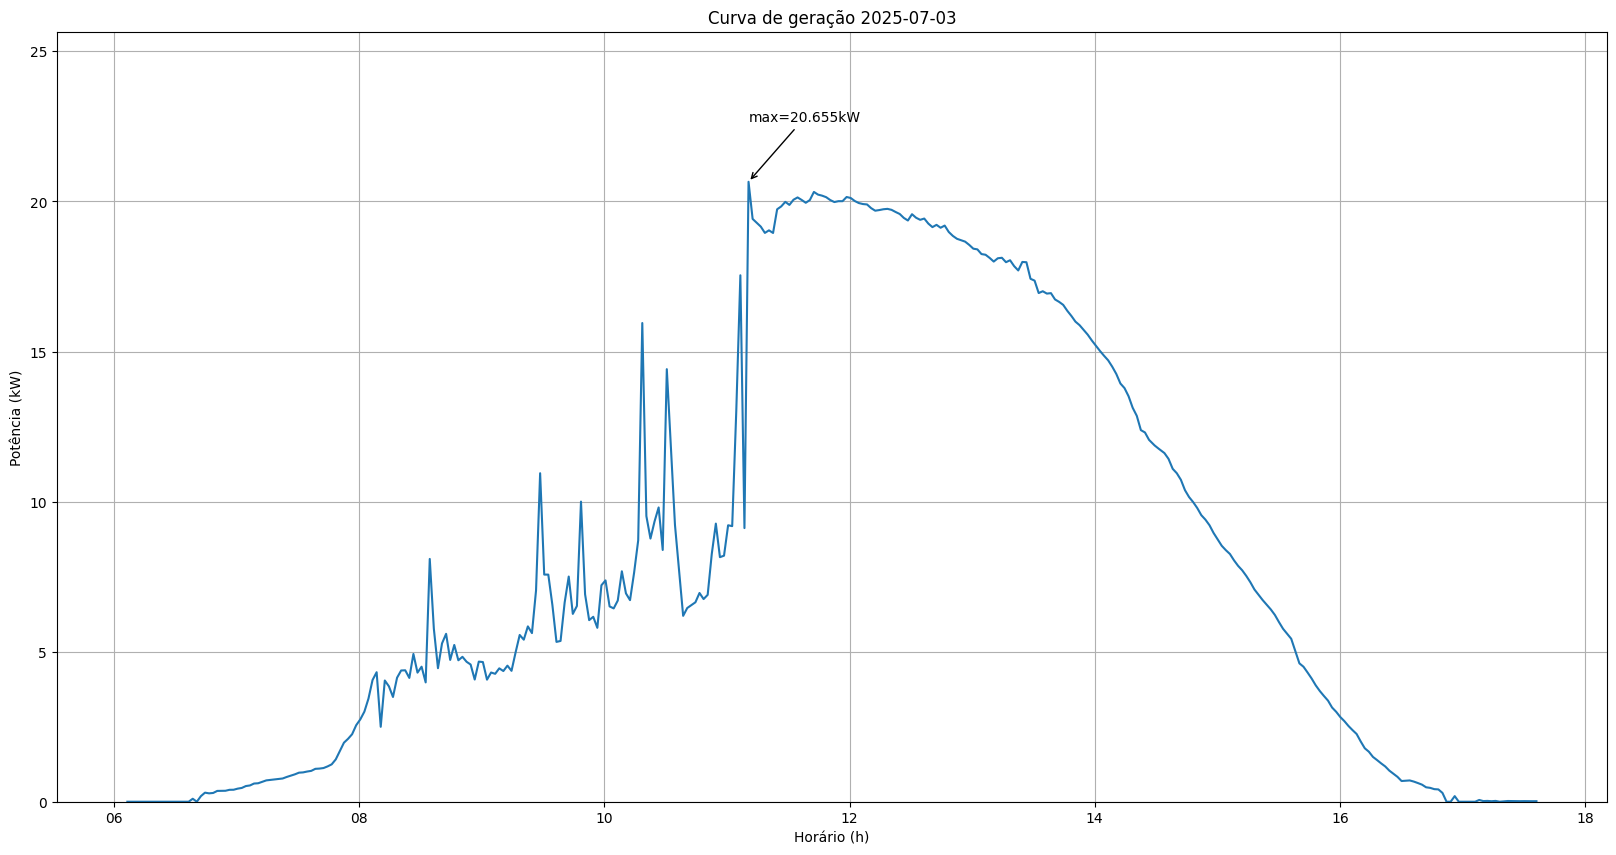 Curva de geração 2025-07-03
25
max=20.655kW
20
15
Potência (kW)
10
5
0
06 08 10 12 14 16 18
Horário (h)